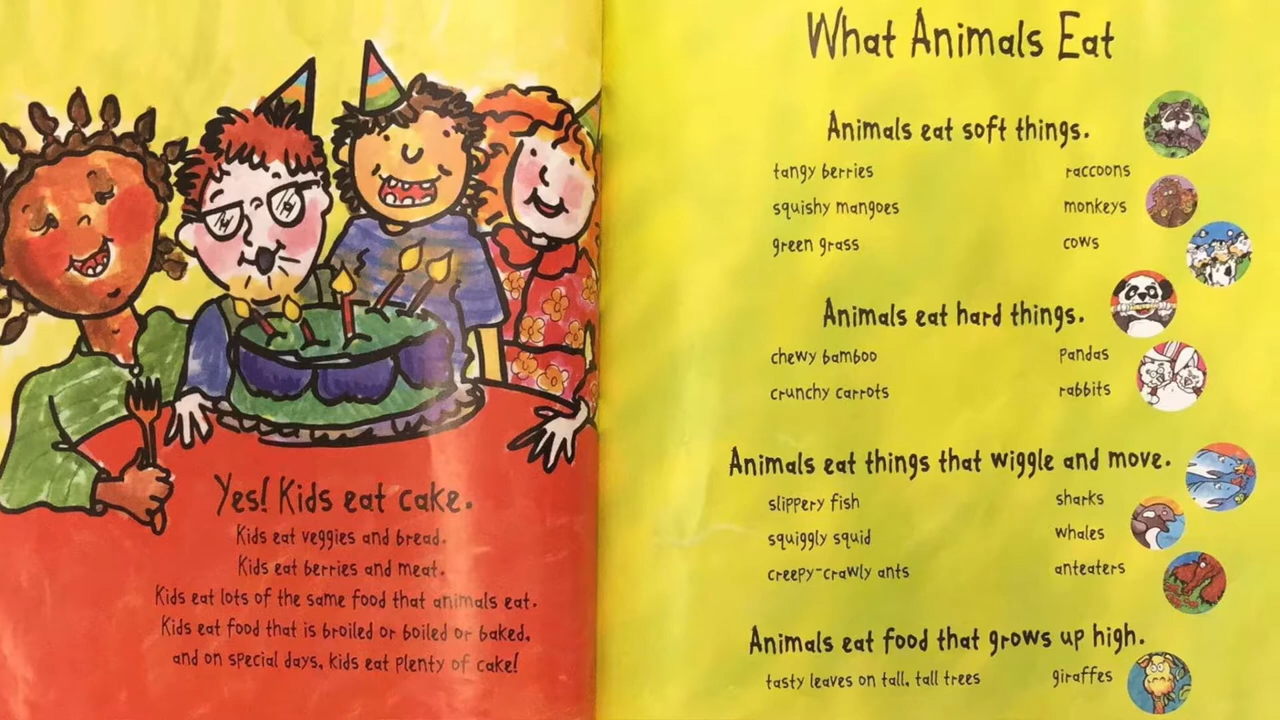 Yes! Kids eat cake.
Kids eat veggies and bread.
Kids eat berries and meat.
Kids eat lots of the same food that animals eat.
Kids eat food that is broiled or boiled or baked,
and on special days, kids eat plenty of cake!
What Animals Eat
Animals eat soft things.
tangy berries raccoons
squishy mangoes monkeys
green grass cows
Animals eat hard things.
chewy bamboo pandas
crunchy carrots rabbits
Animals eat things that wiggle and move.
slippery fish sharks
squiggly squid whales
creepy-crawly ants anteaters
Animals eat food that grows up high.
tasty leaves on tall, tall trees giraffes